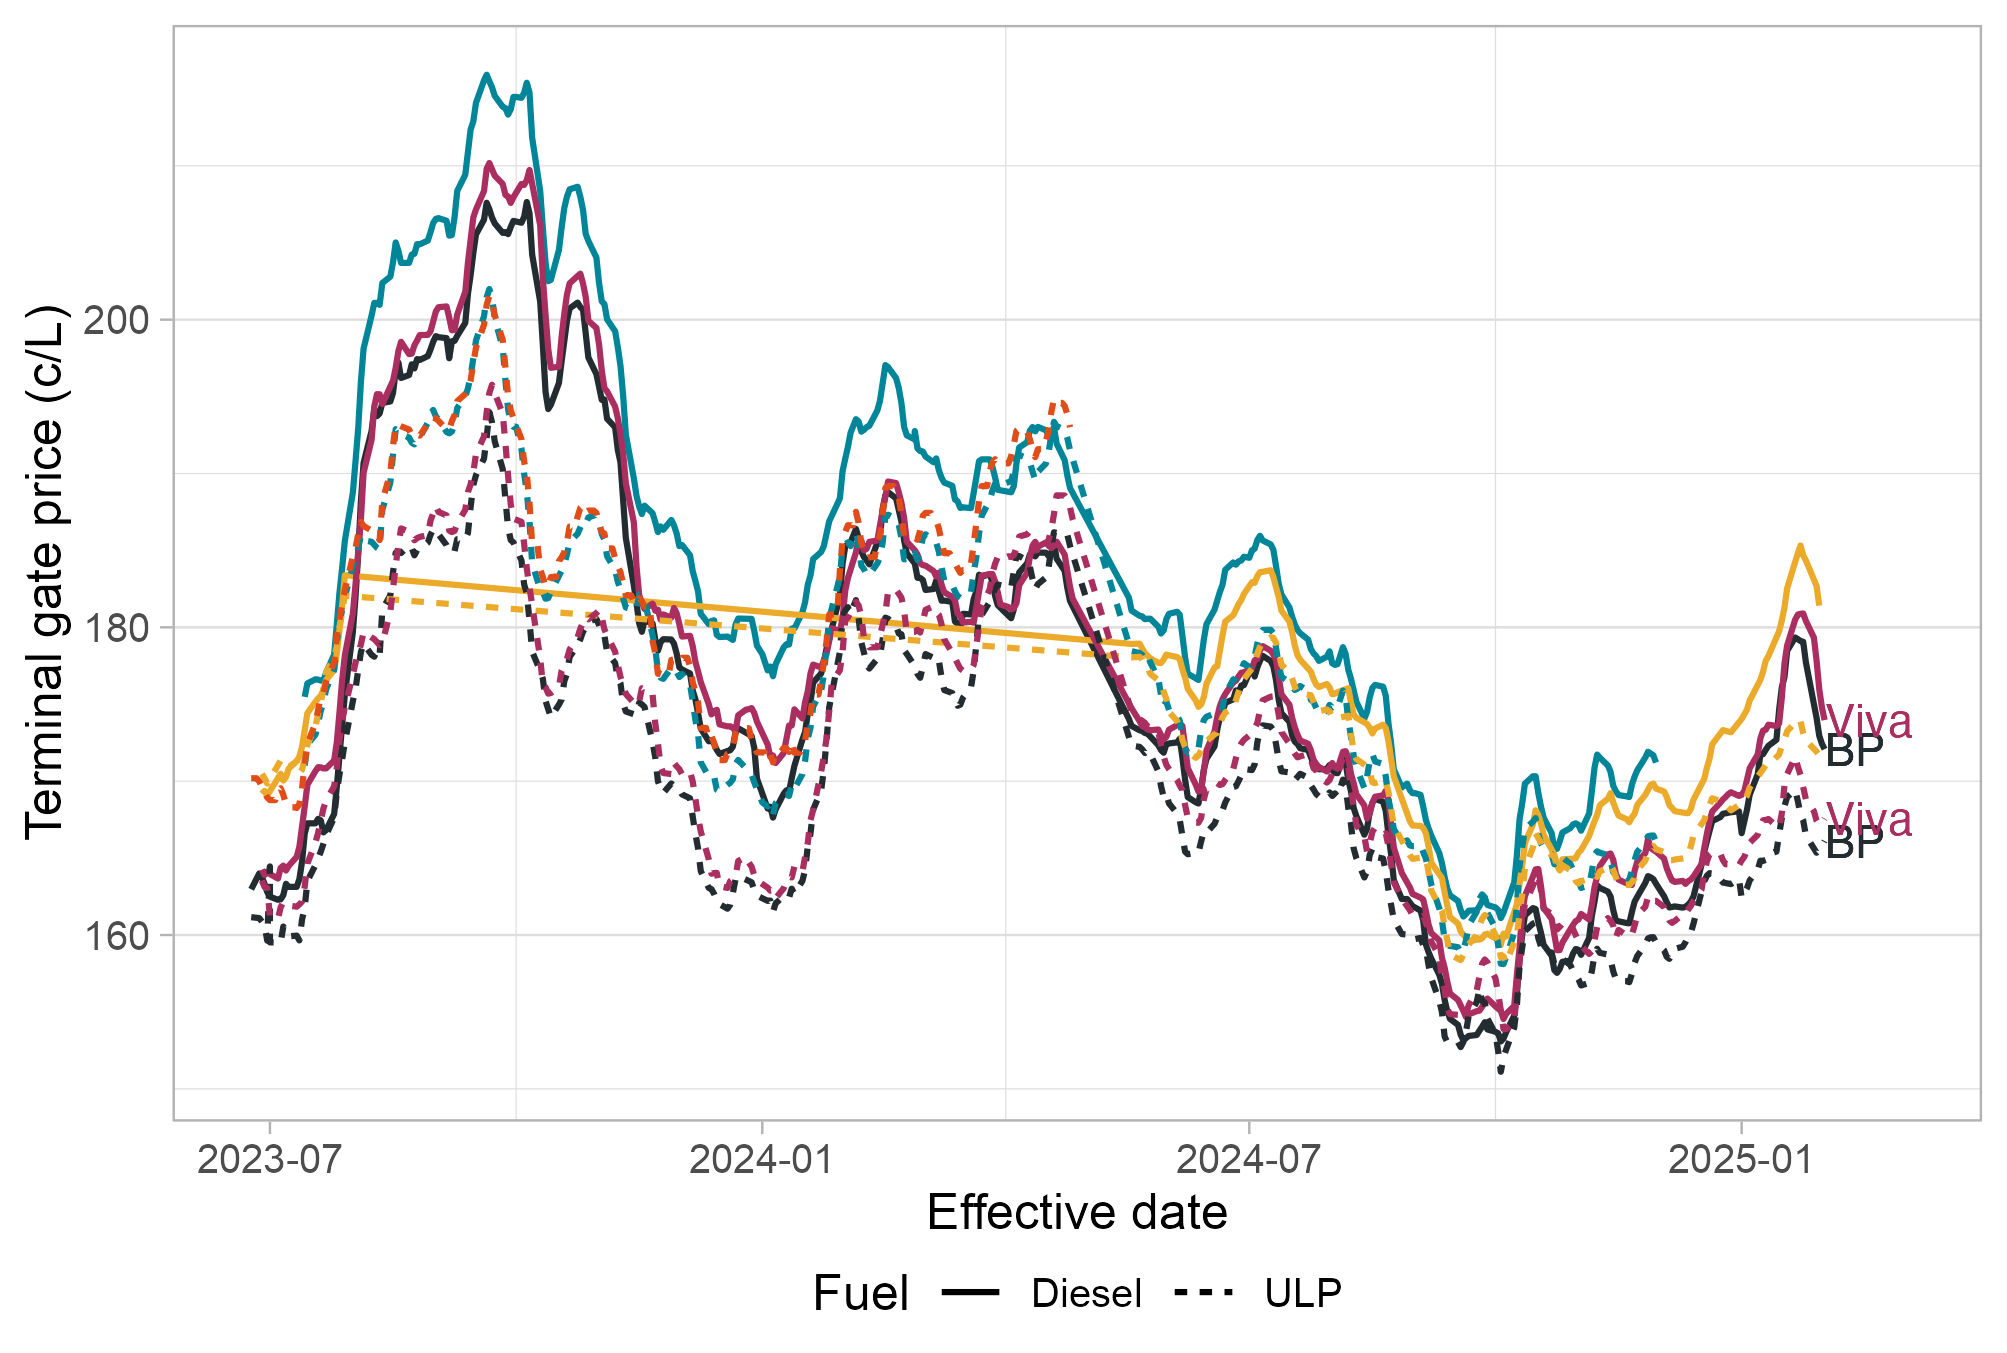 Terminal gate price (c/L)
200
180
160
Viva
BP
Viva
BP
2023-07
2024-01
2024-07
2025-01
Effective date
Fuel
Diesel
ULP